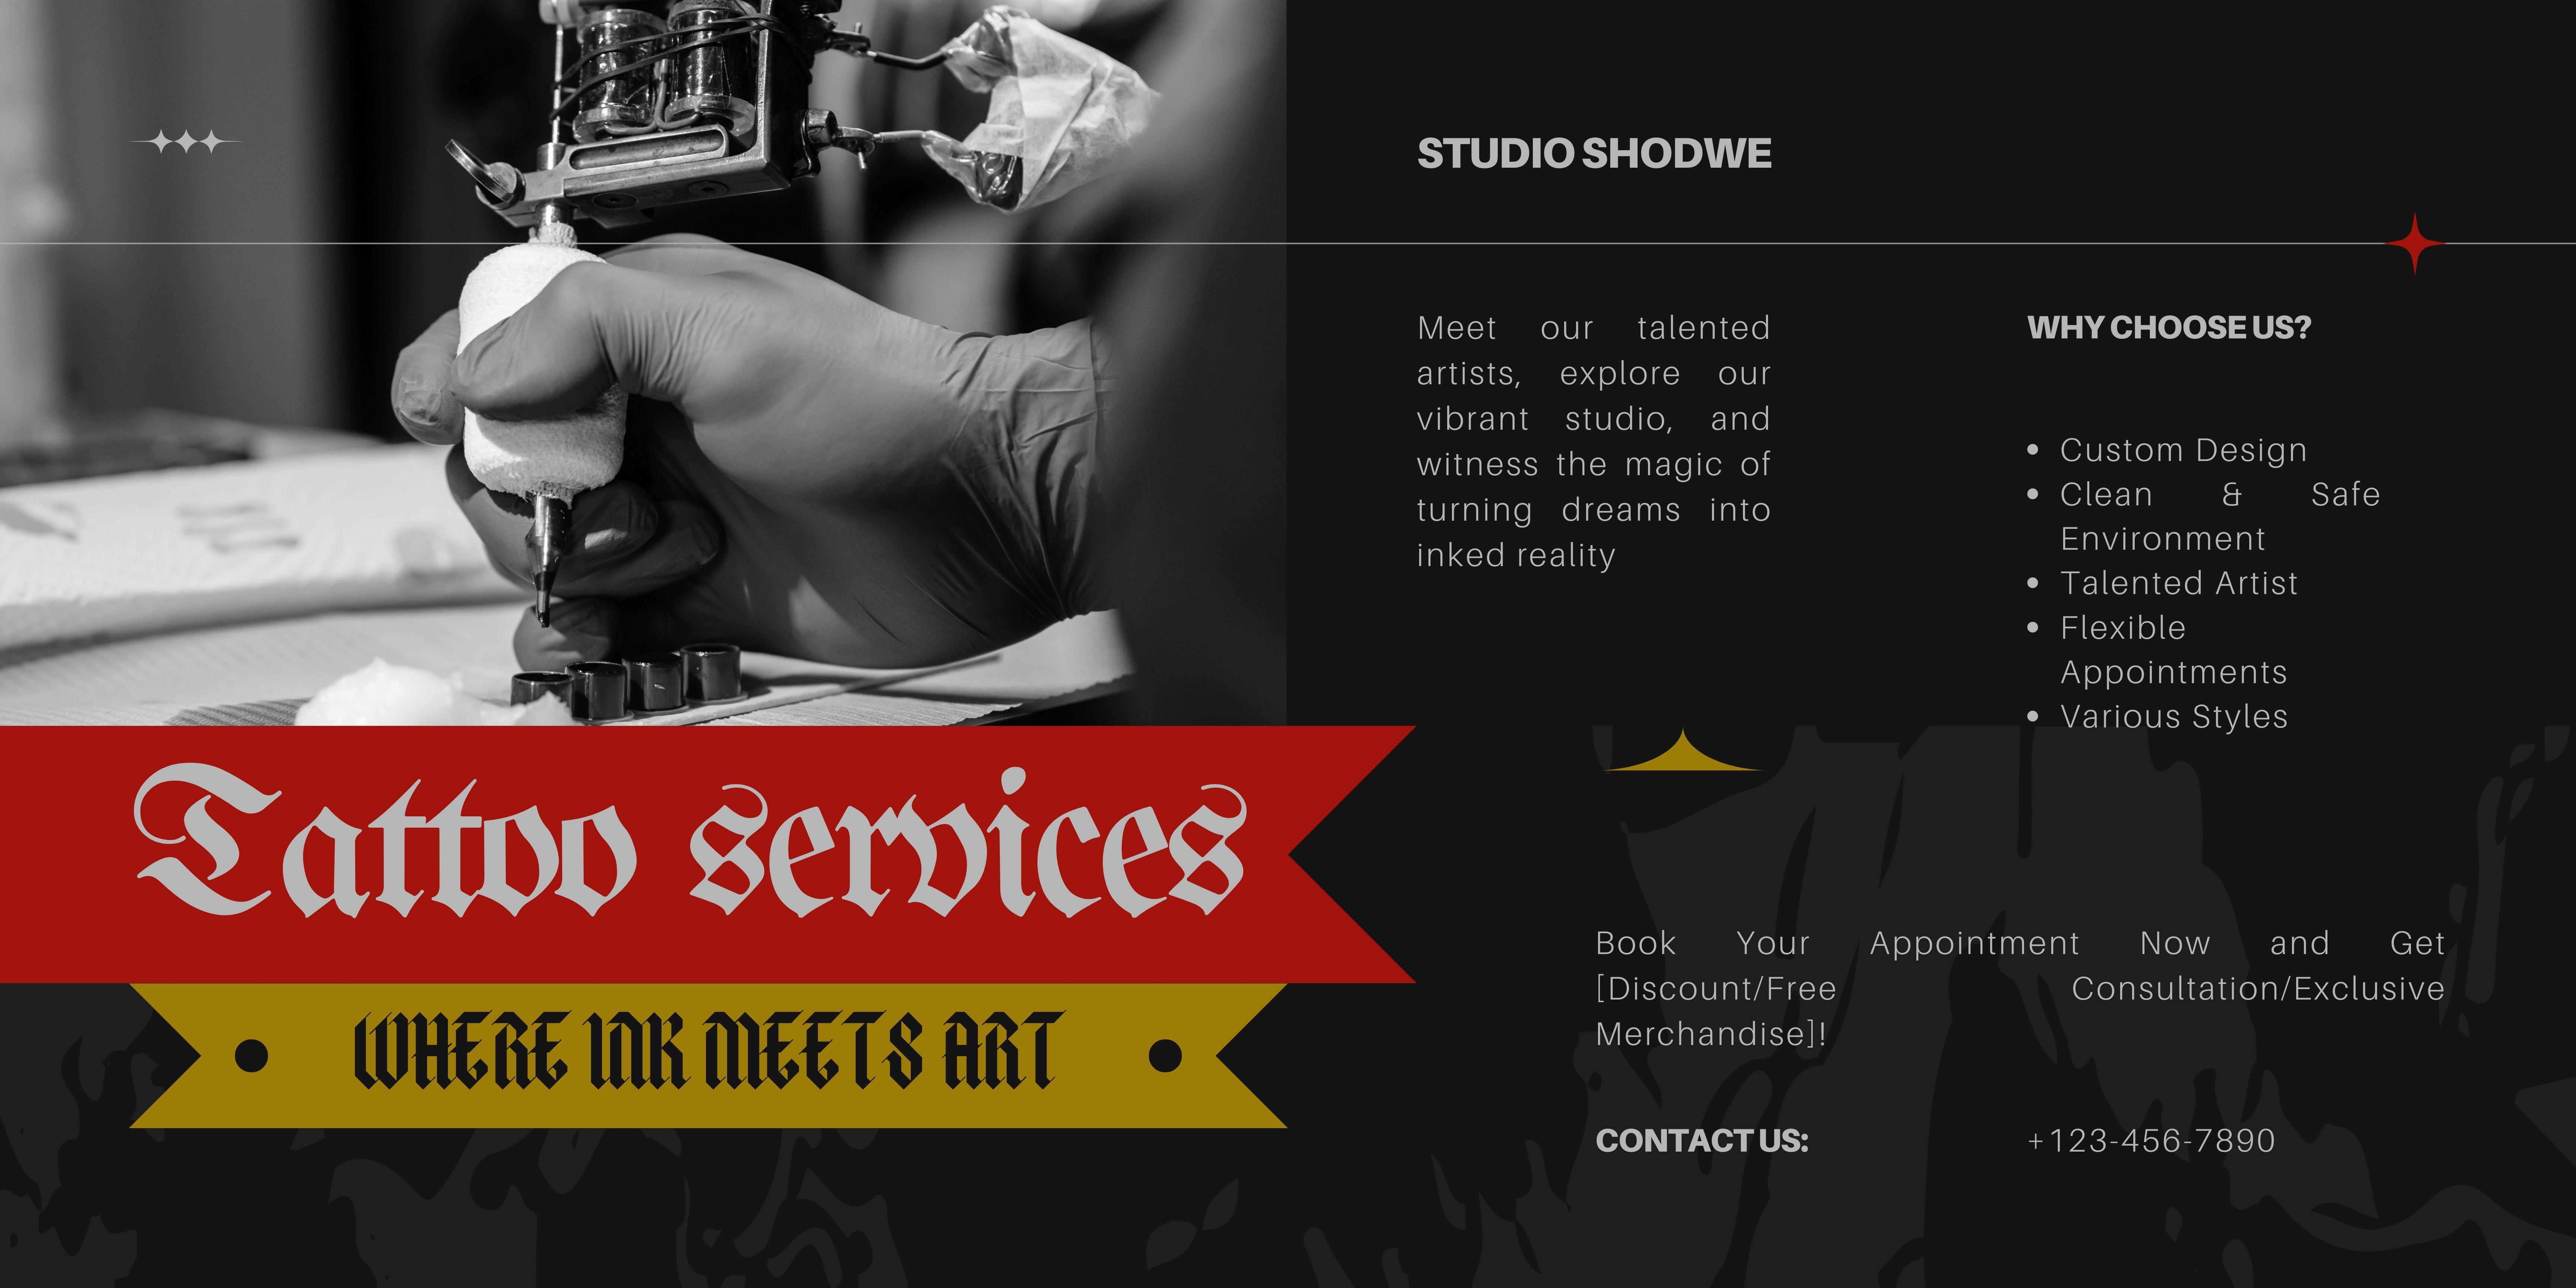 STUDIO SHODWE
Meet our talented
artists, explore our
vibrant studio, and
witness the magic of
turning dreams into
inked reality
WHY CHOOSE US?
• Custom Design
• Clean & Safe
Environment
• Talented Artist
• Flexible
Appointments
• Various Styles
Tattoo services
WHERE INK MEETS ART
Book Your Appointment Now and Get
[Discount/Free Consultation/Exclusive
Merchandise]!
CONTACT US:
+123-456-7890